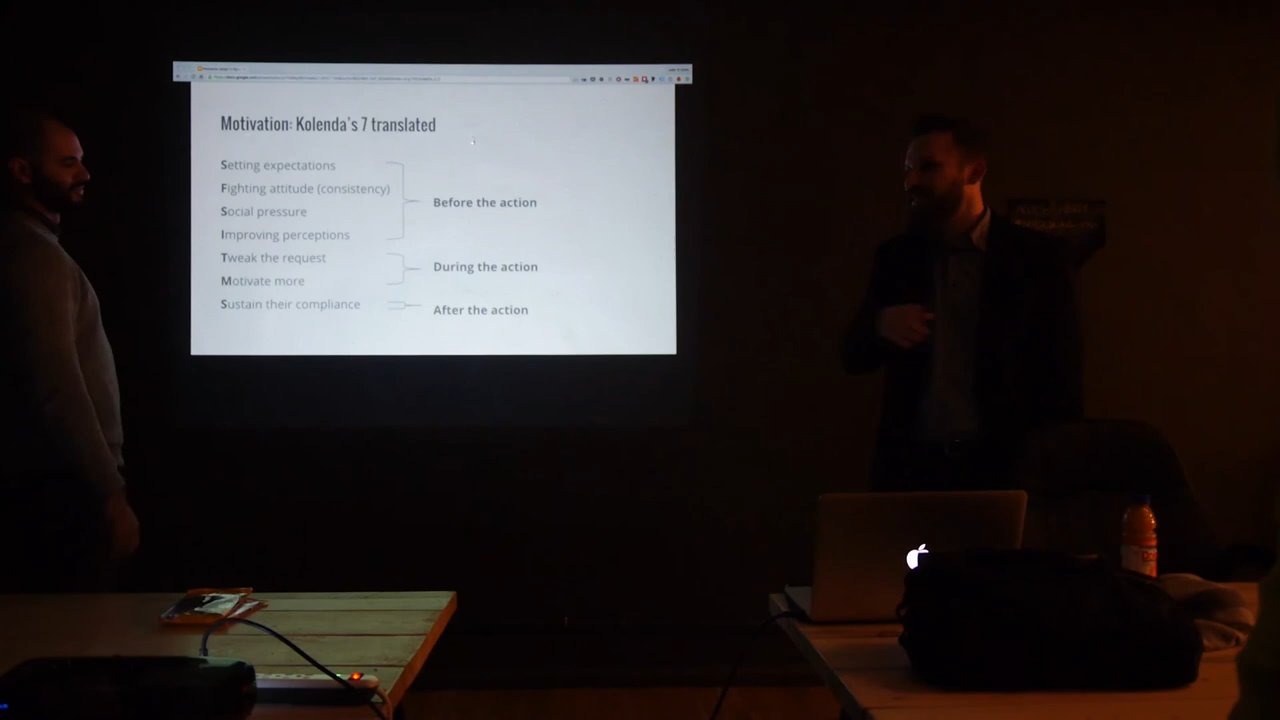 Motivation: Kolenda's 7 translated
Setting expectations
Fighting attitude (consistency)
Social pressure
Improving perceptions
Before the action
Tweak the request
Motivate more
During the action
Sustain their compliance
After the action